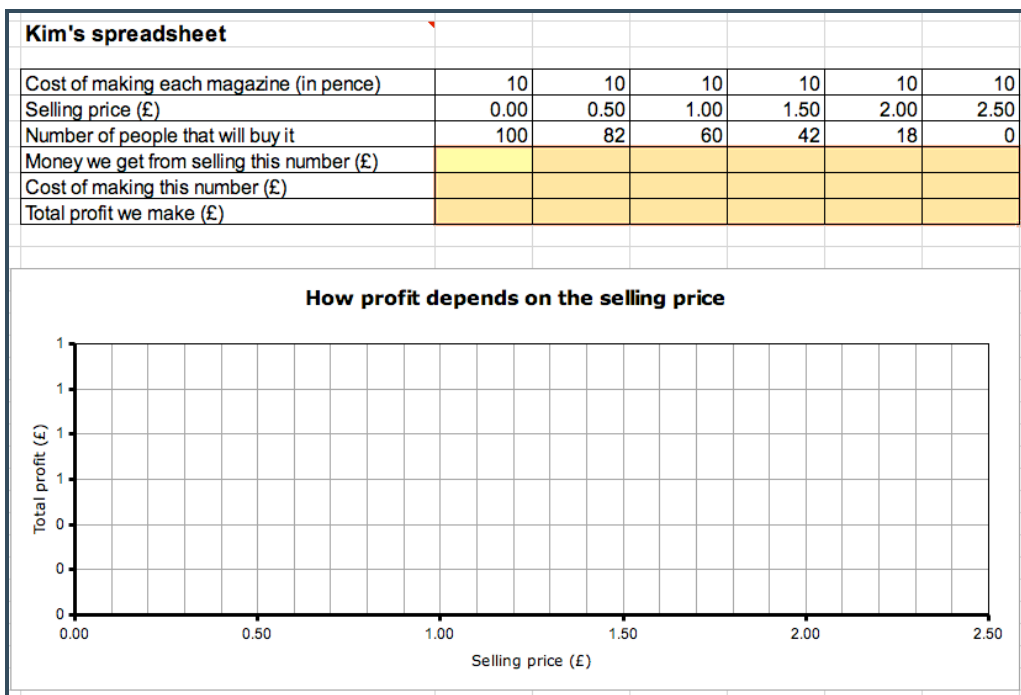 Kim's spreadsheet
Cost of making each magazine (in pence) 10 10 10 10 10 10
Selling price (£) 0.00 0.50 1.00 1.50 2.00 2.50
Number of people that will buy it 100 82 60 42 18 0
Money we get from selling this number (£)
Cost of making this number (£)
Total profit we make (£)
How profit depends on the selling price
1
1
1
1
0
0
0
Total profit (£)
0.00 0.50 1.00 1.50 2.00 2.50
Selling price (£)